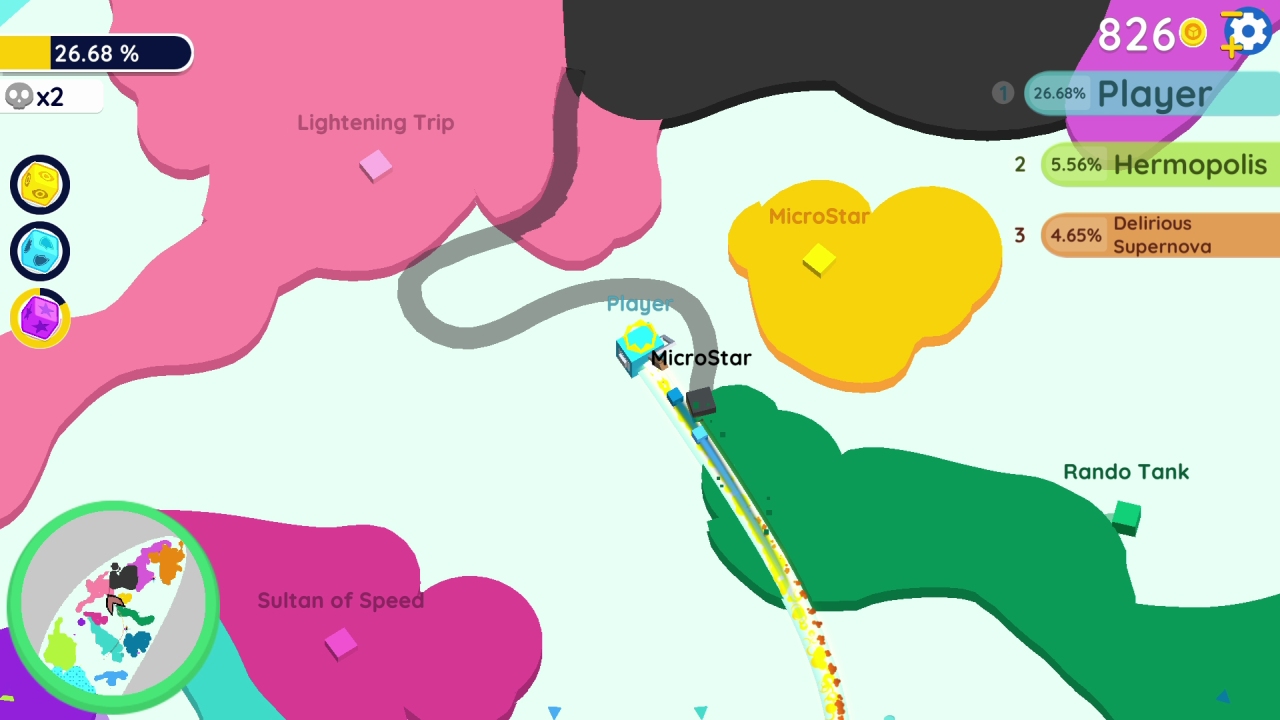 26.68 %
826
x2
1 26.68% Player
2 5.56% Hermopolis
3 4.65% Delirious
Supernova
Lightening Trip
MicroStar
Player
MicroStar
Rando Tank
Sultan of Speed